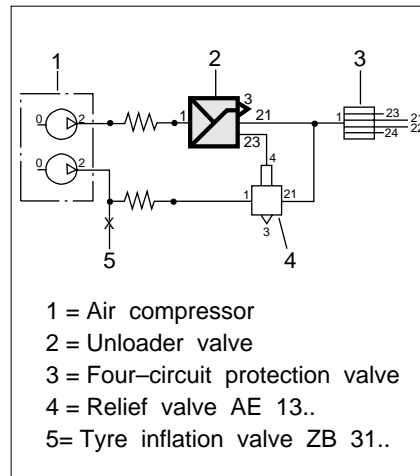 1 2 3
3
0 2 1 21 1 23 21
23 22
24
4
0 2
1 21
3
5 4
1 = Air compressor
2 = Unloader valve
3 = Four–circuit protection valve
4 = Relief valve AE 13..
5= Tyre inflation valve ZB 31..